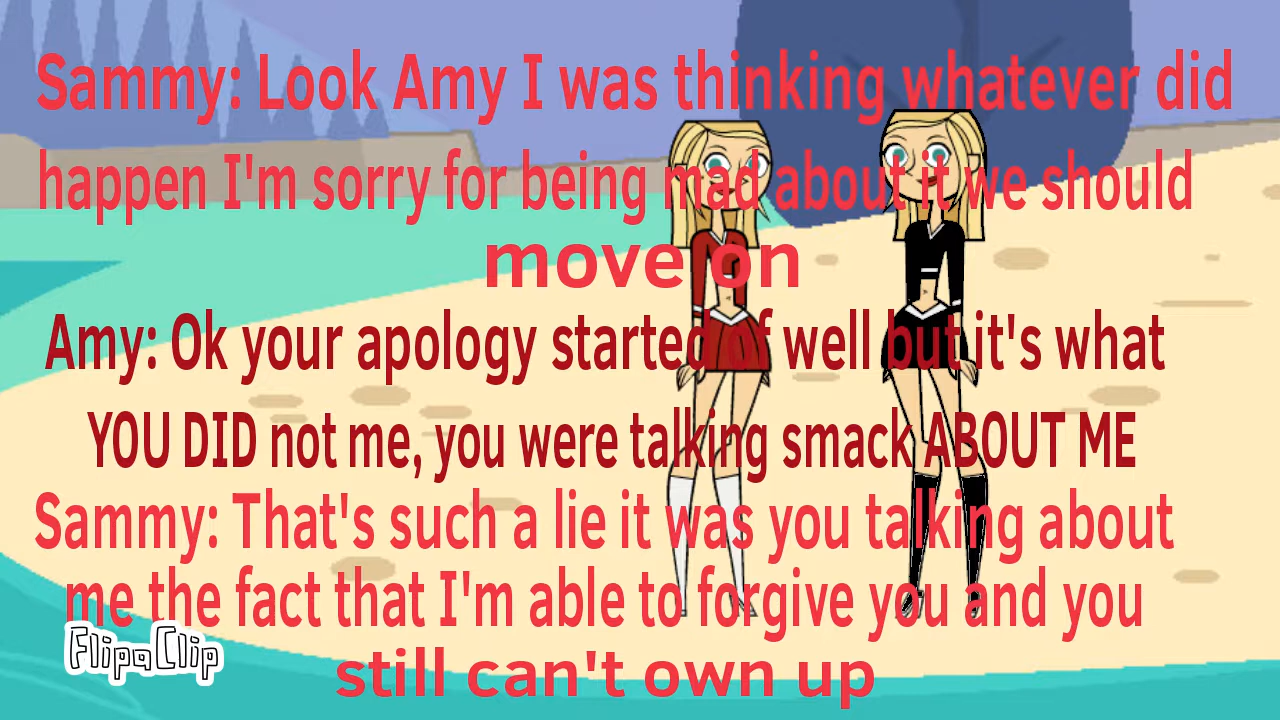 Sammy: Look Amy I was thinking whatever did
happen I'm sorry for being mad about it we should
move on
Amy: Ok your apology started of well but it's what
YOU DID not me, you were talking smack ABOUT ME
Sammy: That's such a lie it was you talking about
me the fact that I'm able to forgive you and you
still can't own up
FlipaClip